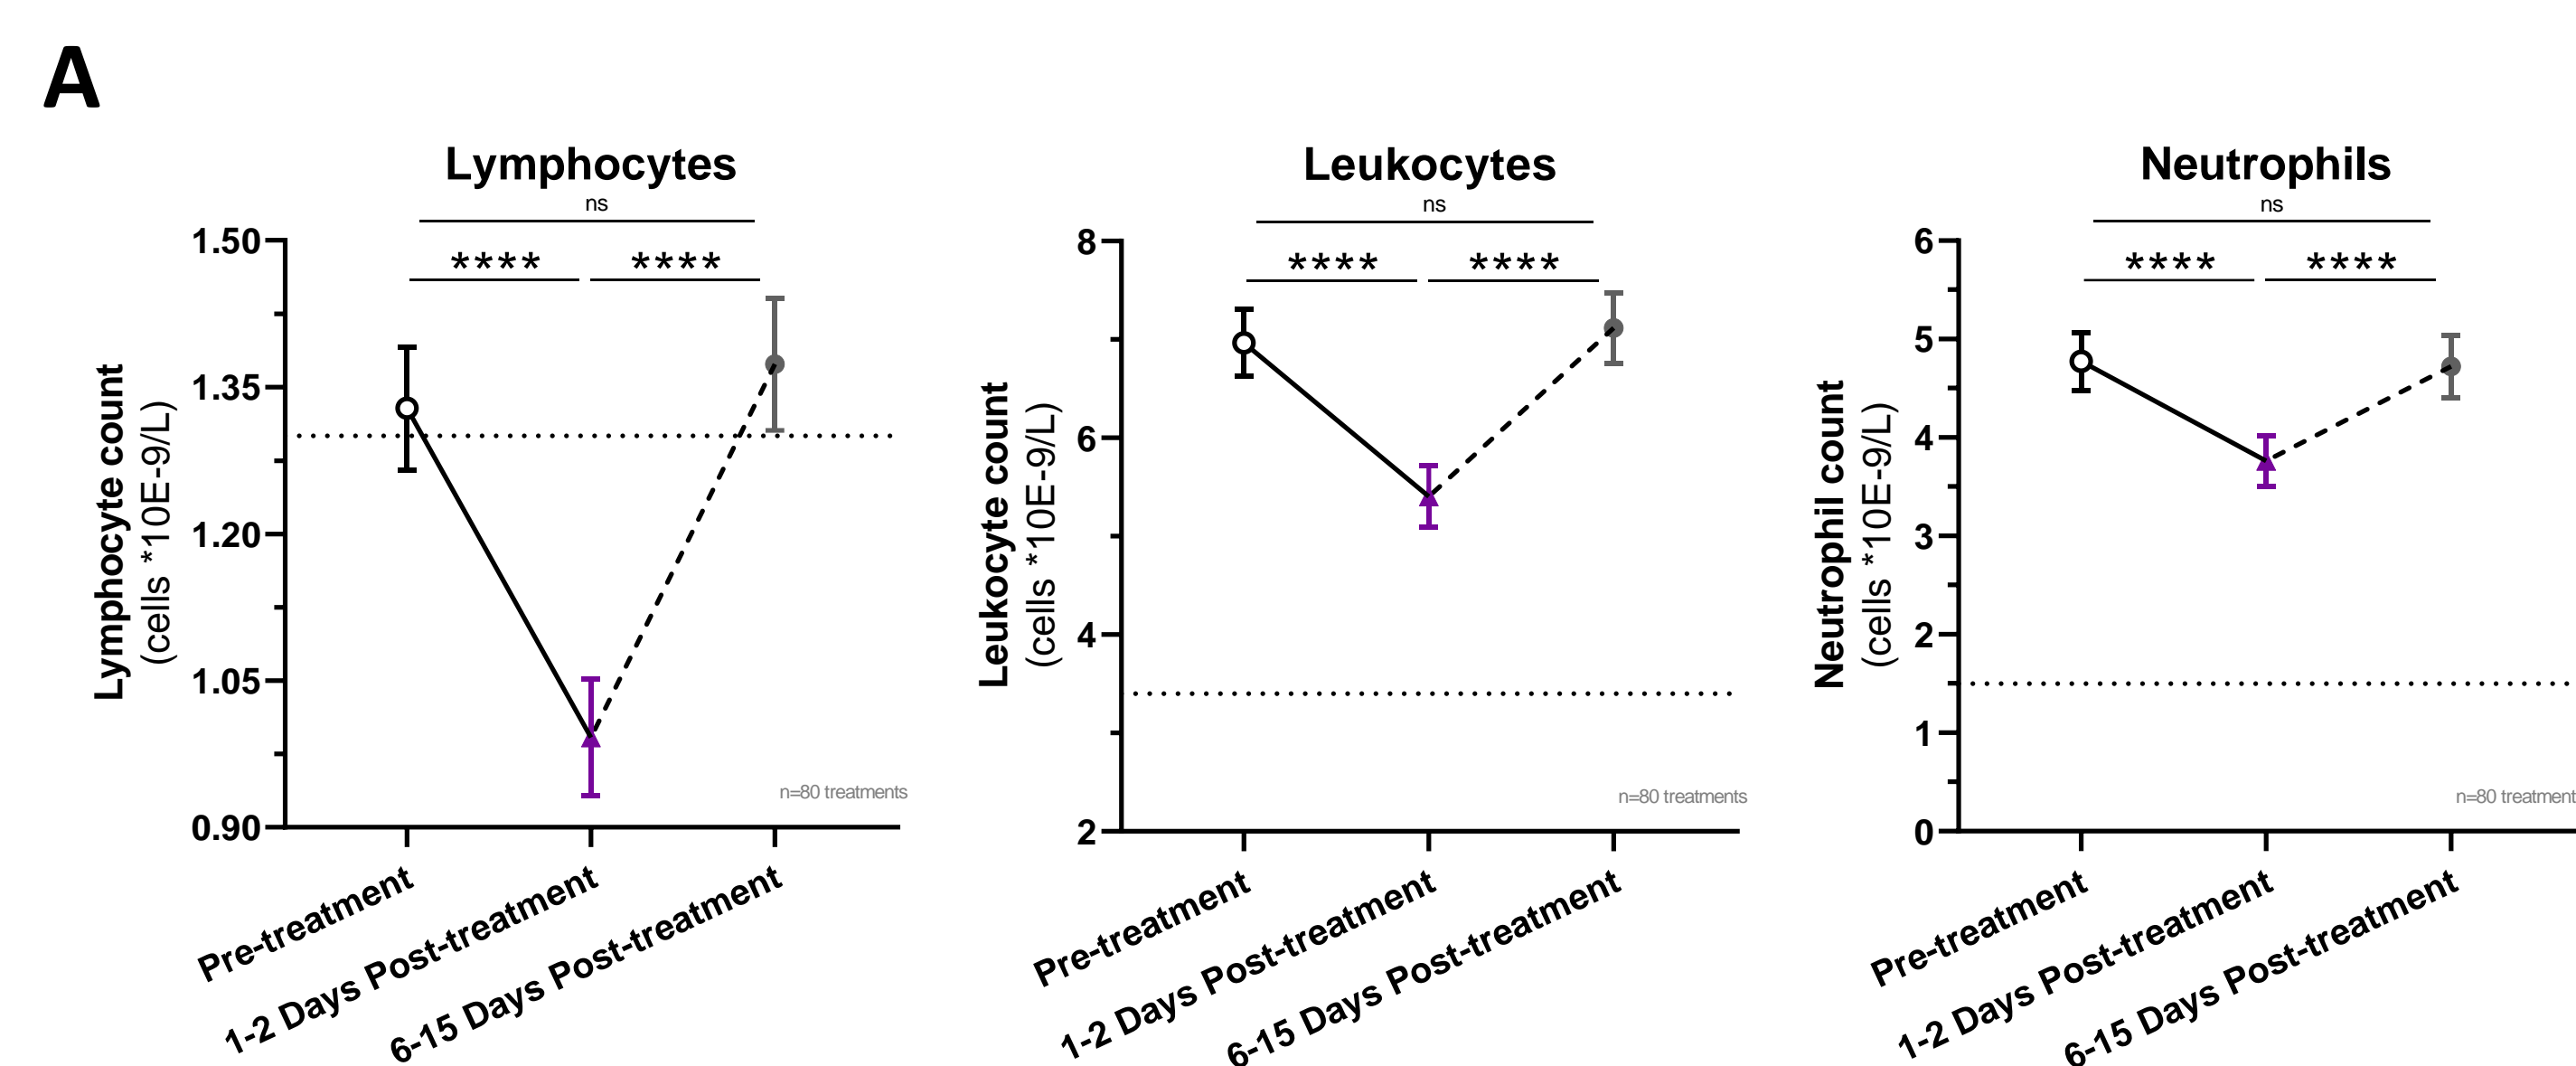 A
Lymphocytes
ns
**** ****
1.50
1.35
1.20
1.05
0.90
Lymphocyte count
(cells *10E-9/L)
n=80 treatments
Pre-treatment
1-2 Days Post-treatment
6-15 Days Post-treatment
Leukocytes
ns
**** ****
8
6
4
2
Leukocyte count
(cells *10E-9/L)
n=80 treatments
Pre-treatment
1-2 Days Post-treatment
6-15 Days Post-treatment
Neutrophils
ns
**** ****
6
5
4
3
2
1
0
Neutrophil count
(cells *10E-9/L)
n=80 treatment
Pre-treatment
1-2 Days Post-treatment
6-15 Days Post-treatment